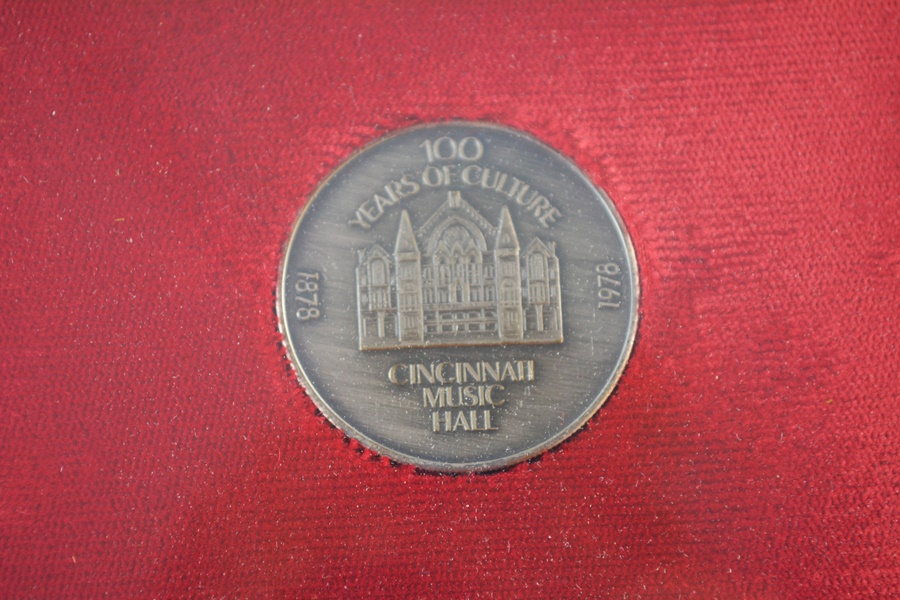 100
YEARS OF CULTURE
1878
1978
CINCINNATI
MUSIC
HALL